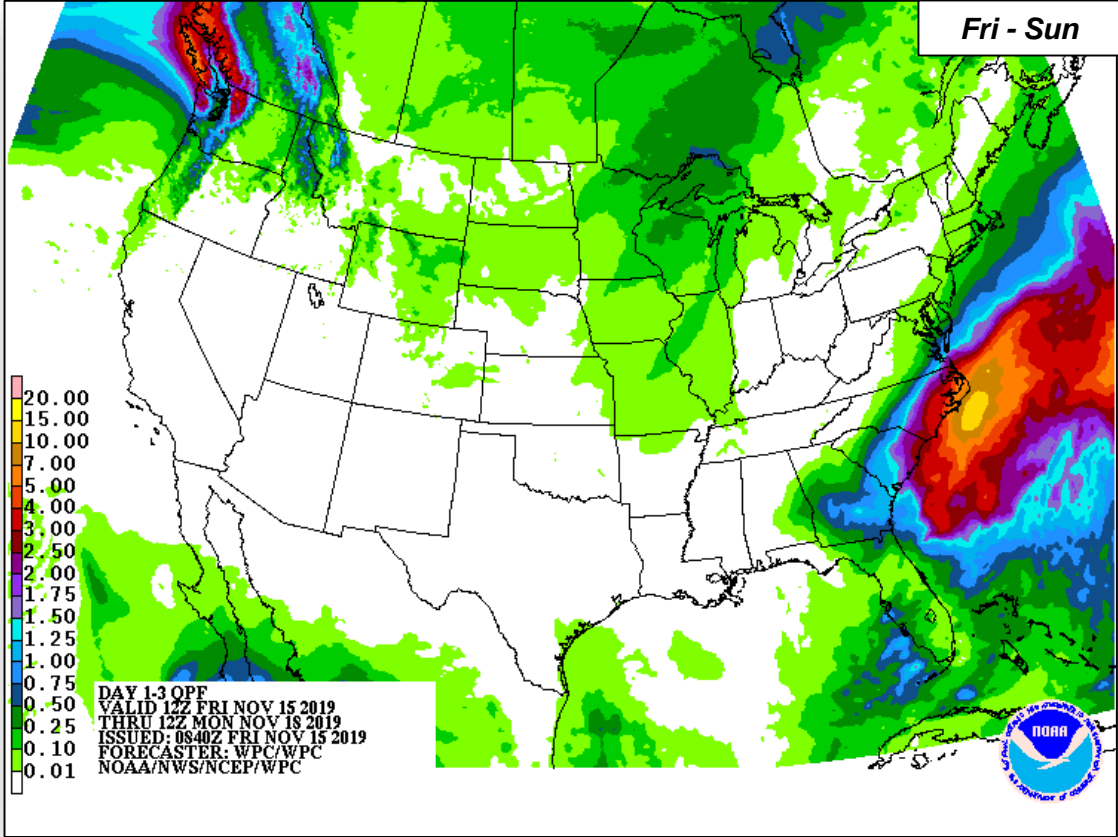 Fri - Sun
20.00
15.00
10.00
7.00
5.00
4.00
3.00
2.50
2.00
1.75
1.50
1.25
1.00
0.75
0.50
0.25
0.10
0.01
DAY 1-3 QPF
VALID 12Z FRI NOV 15 2019
THRU 12Z MON NOV 18 2019
ISSUED: 0840Z FRI NOV 15 2019
FORECASTER: WPC/WPC
NOAA/NWS/NCEP/WPC
NOAA